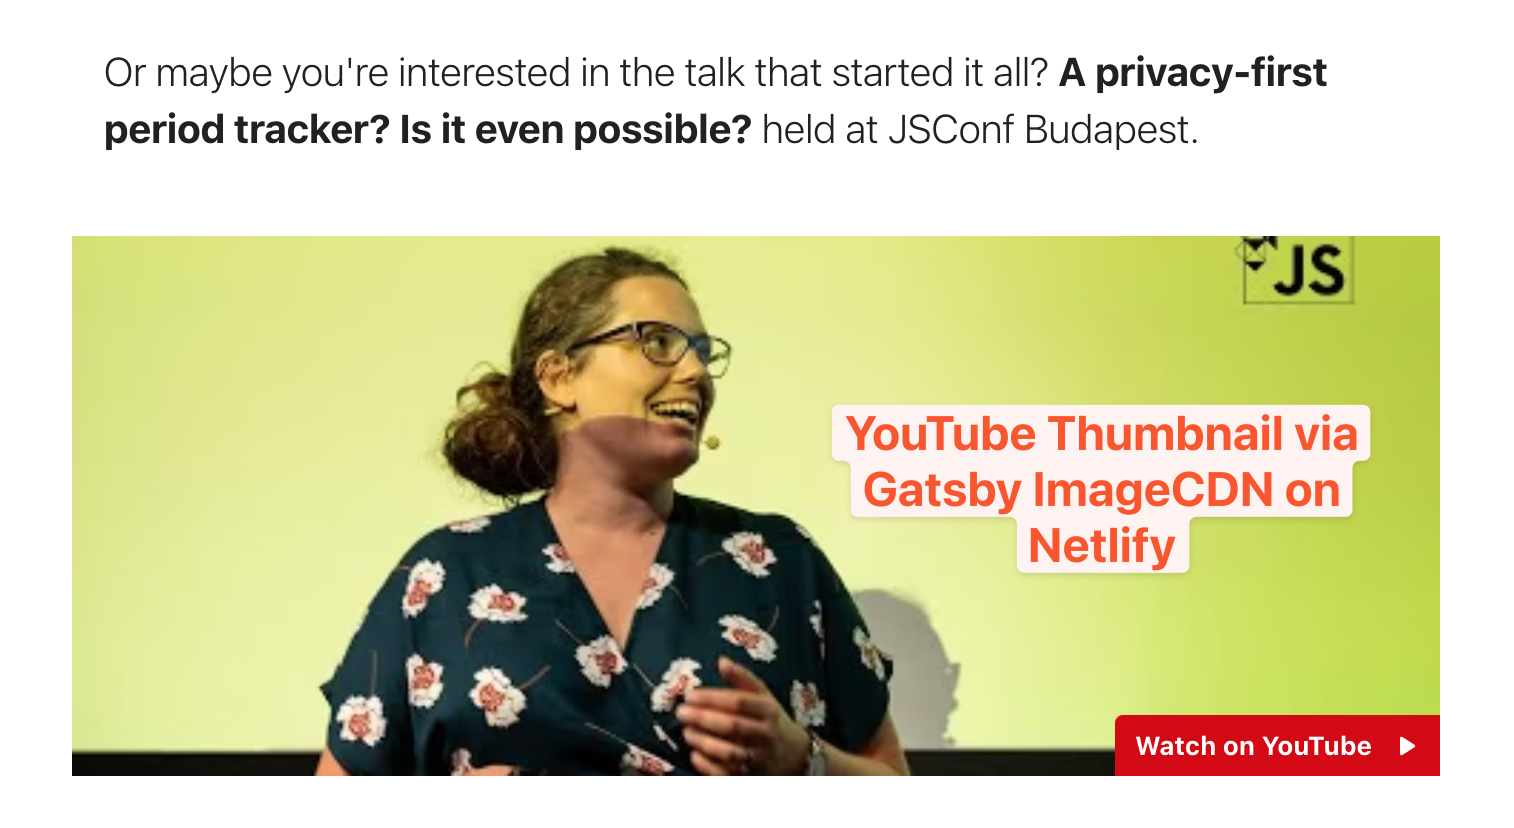 Or maybe you're interested in the talk that started it all? A privacy-first
period tracker? Is it even possible? held at JSConf Budapest.
JS
YouTube Thumbnail via
Gatsby ImageCDN on
Netlify
Watch on YouTube